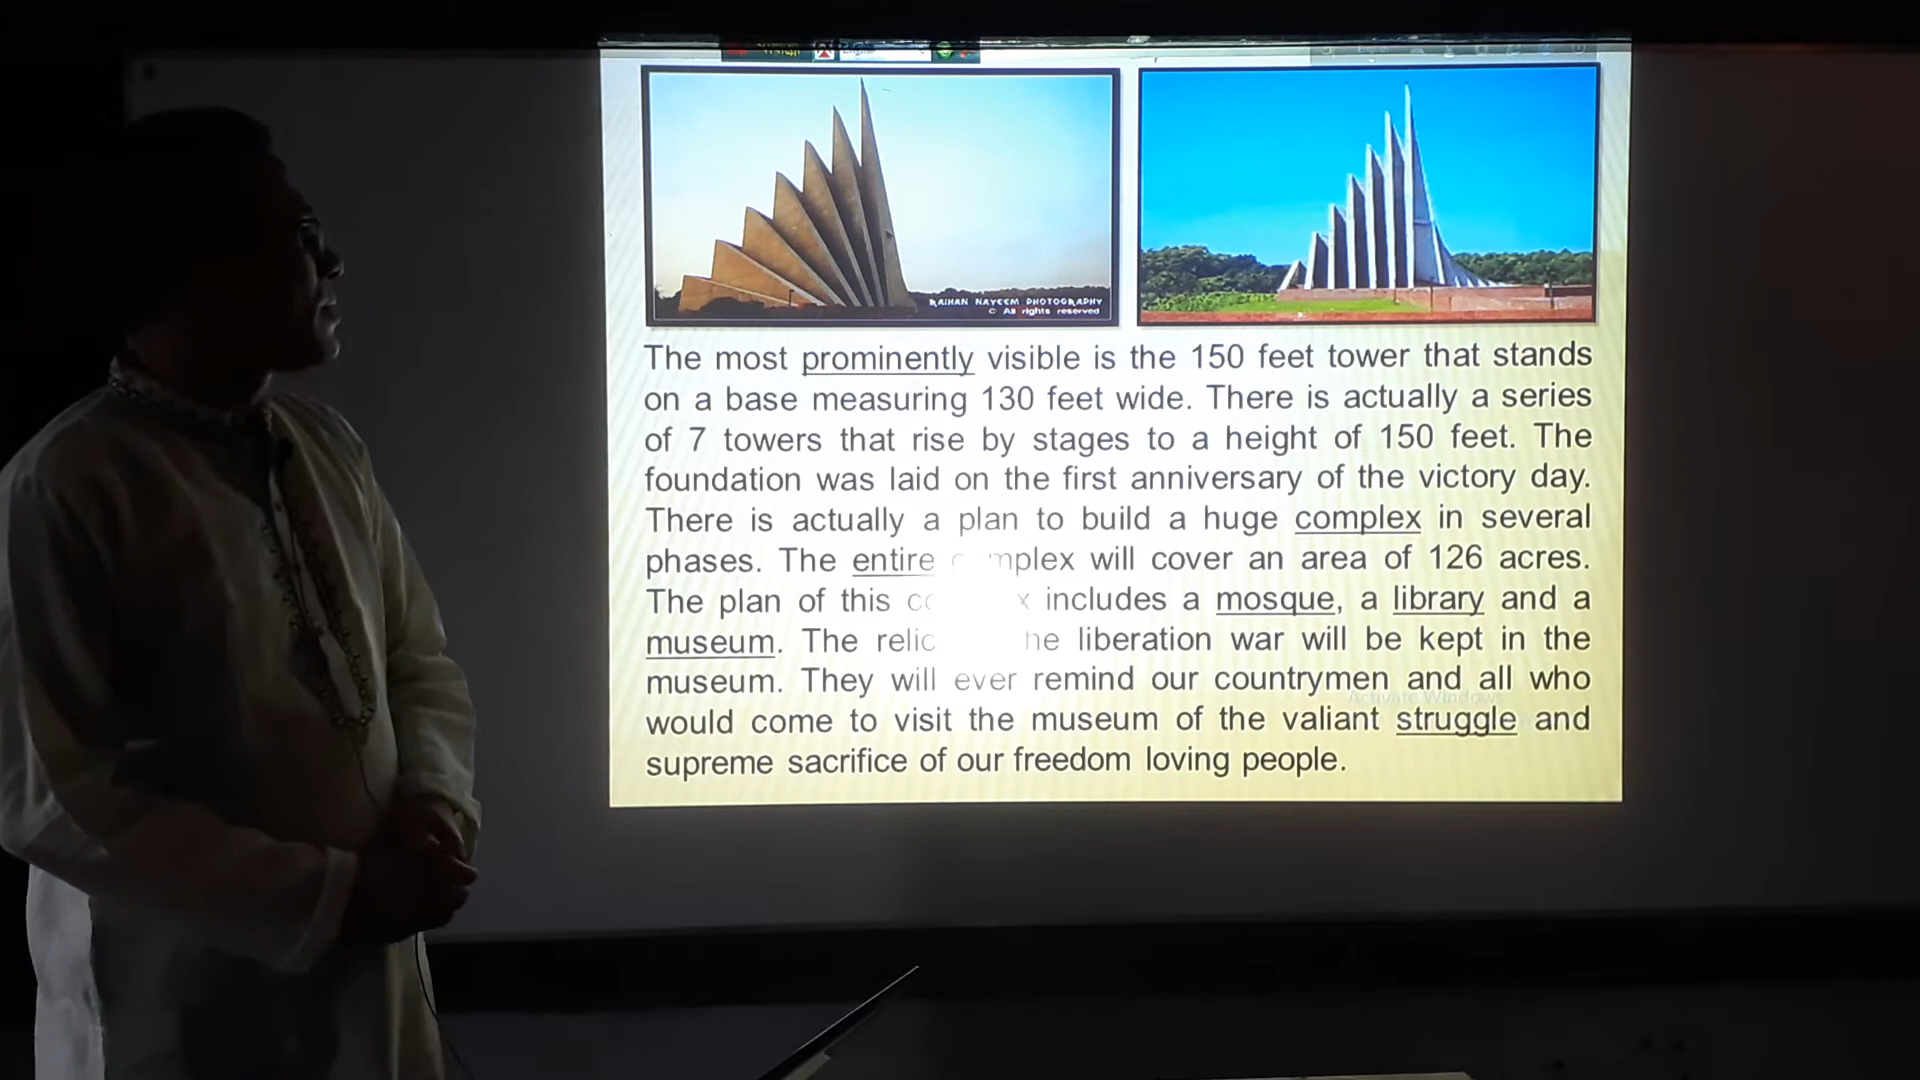 RAIHAN NAYEEM PHOTOGRAPHY
© All rights reserved
The most prominently visible is the 150 feet tower that stands
on a base measuring 130 feet wide. There is actually a series
of 7 towers that rise by stages to a height of 150 feet. The
foundation was laid on the first anniversary of the victory day.
There is actually a plan to build a huge complex in several
phases. The entire will cover an area of 126 acres.
The plan of this includes a mosque, a library and a
museum. The liberation war will be kept in the
museum. They will ever remind our countrymen and all who
Activate Windows
would come to visit the museum of the valiant struggle and
supreme sacrifice of our freedom loving people.